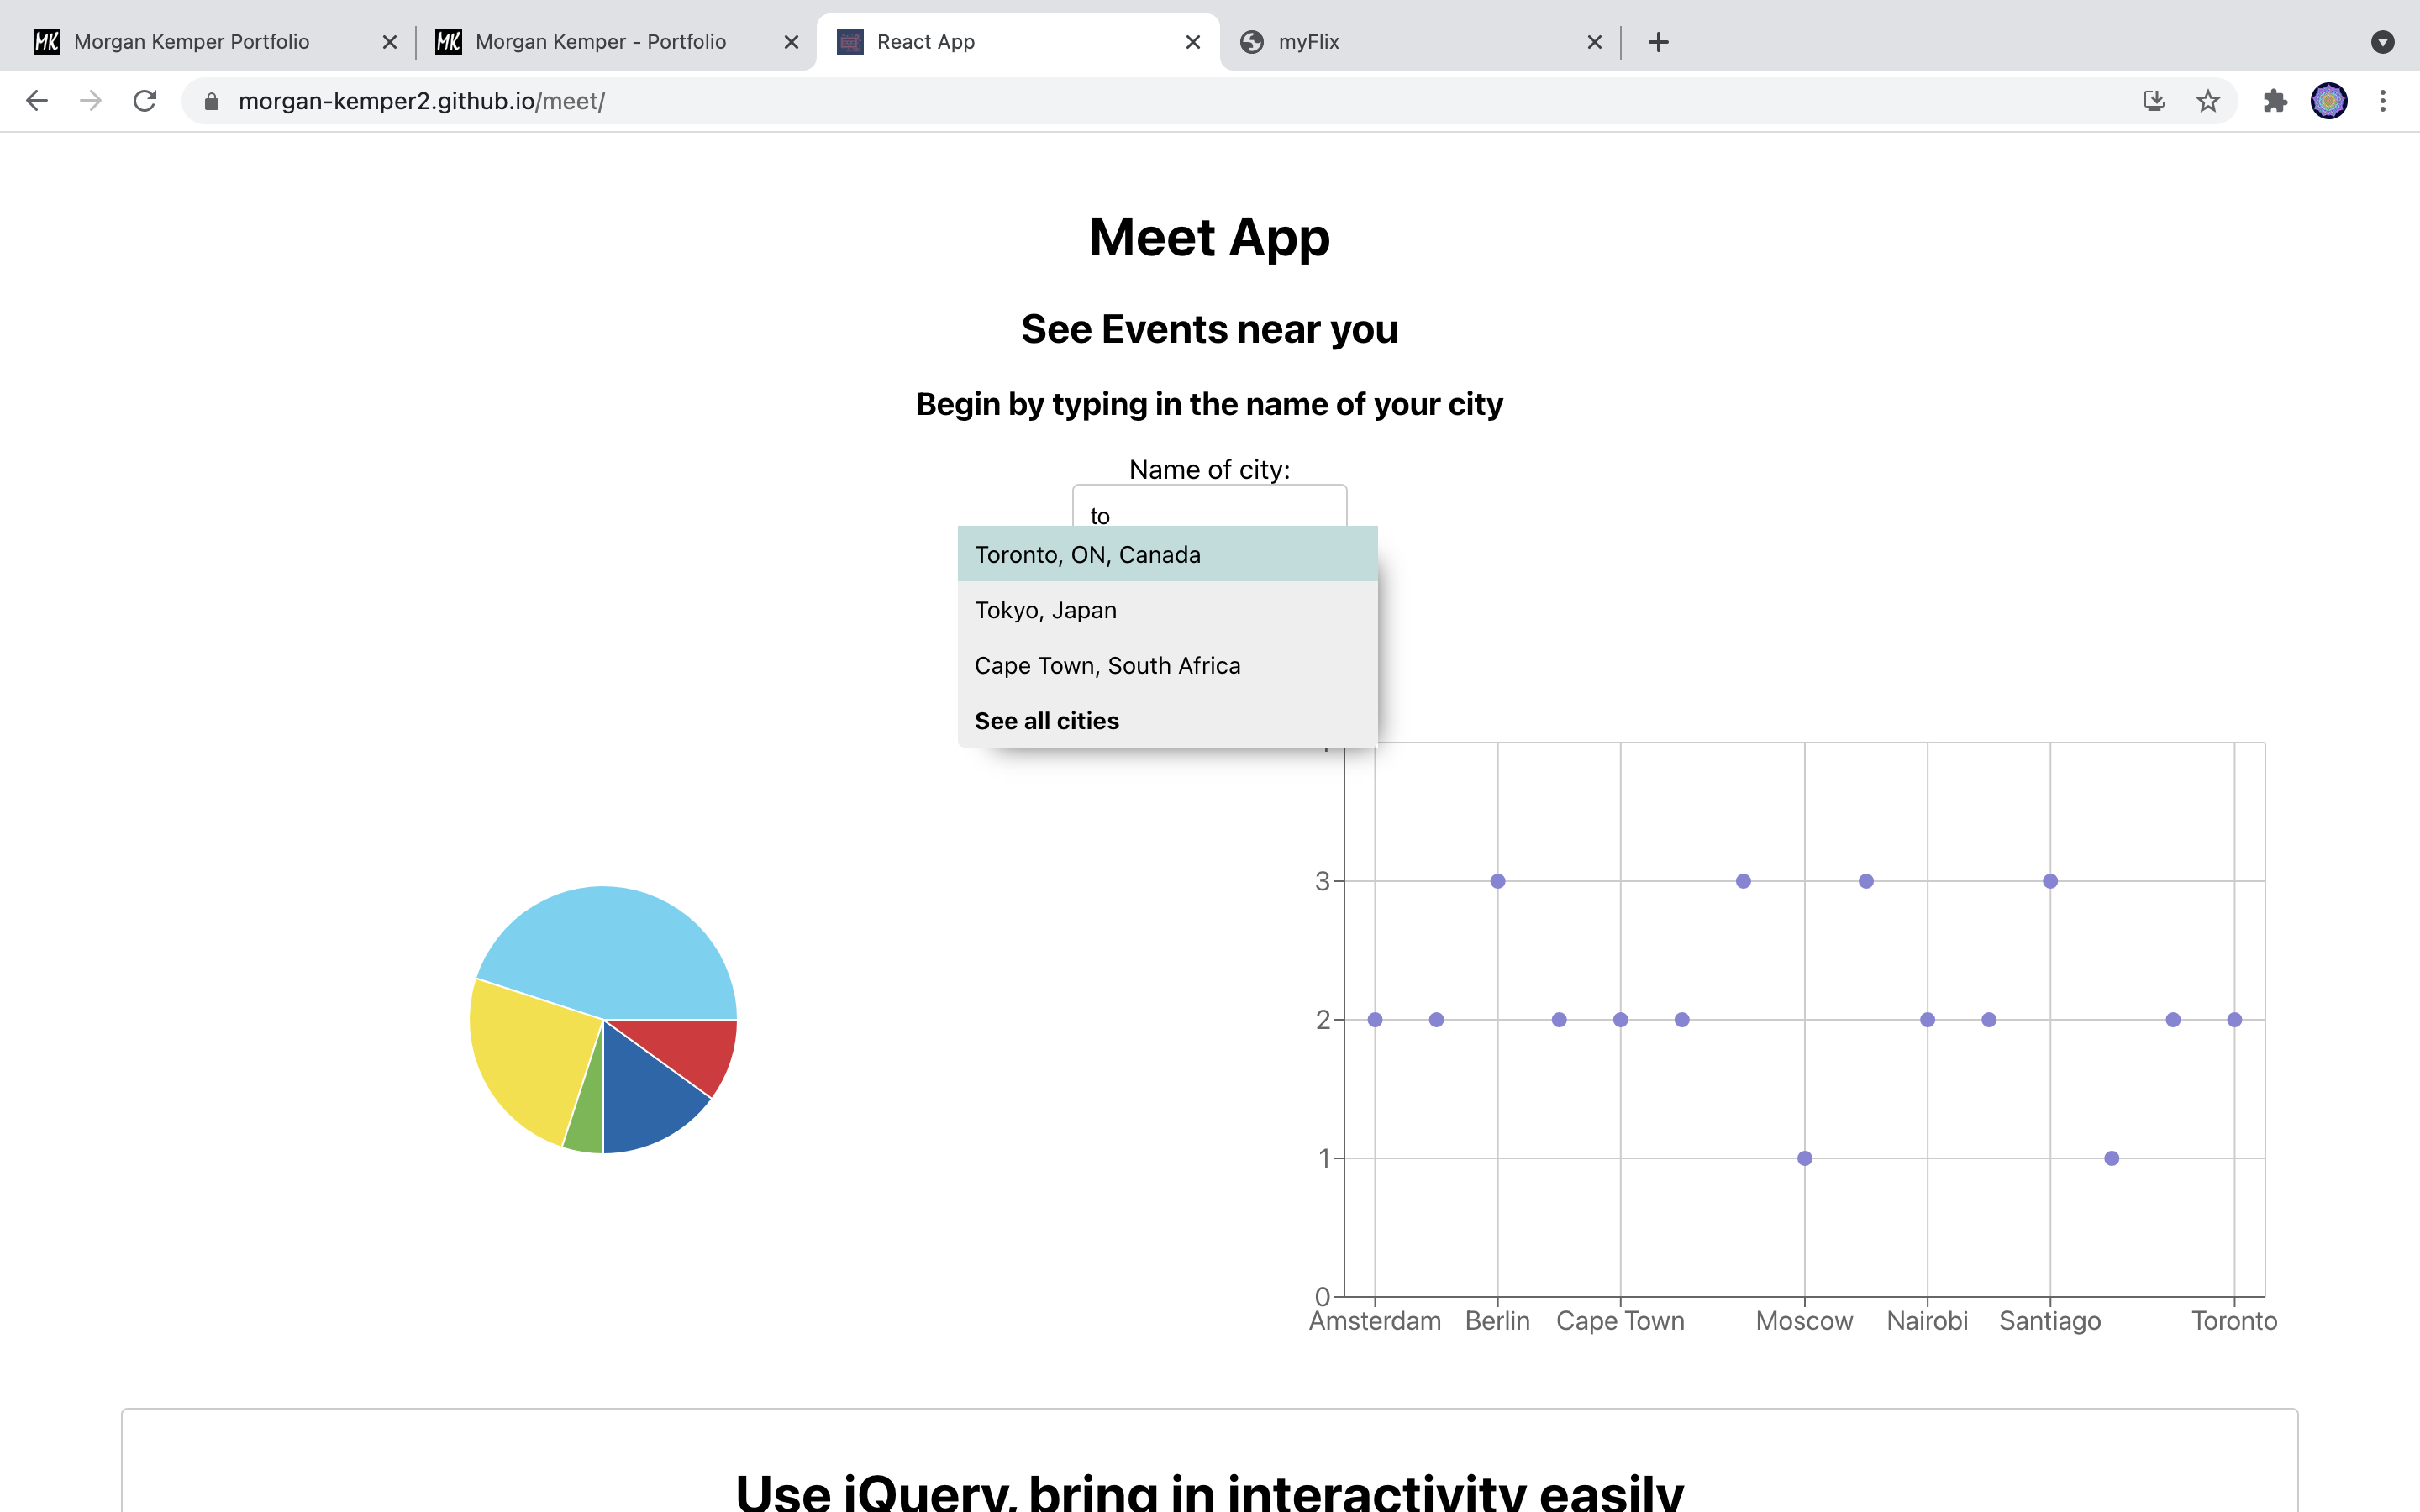 Morgan Kemper Portfolio
Morgan Kemper - Portfolio
React App
myFlix
morgan-kemper2.github.io/meet/
Meet App
See Events near you
Begin by typing in the name of your city
Name of city:
to
Toronto, ON, Canada
Tokyo, Japan
Cape Town, South Africa
See all cities
3
2
1
0
Amsterdam Berlin Cape Town Moscow Nairobi Santiago Toronto
Use jQuery, bring in interactivity easily